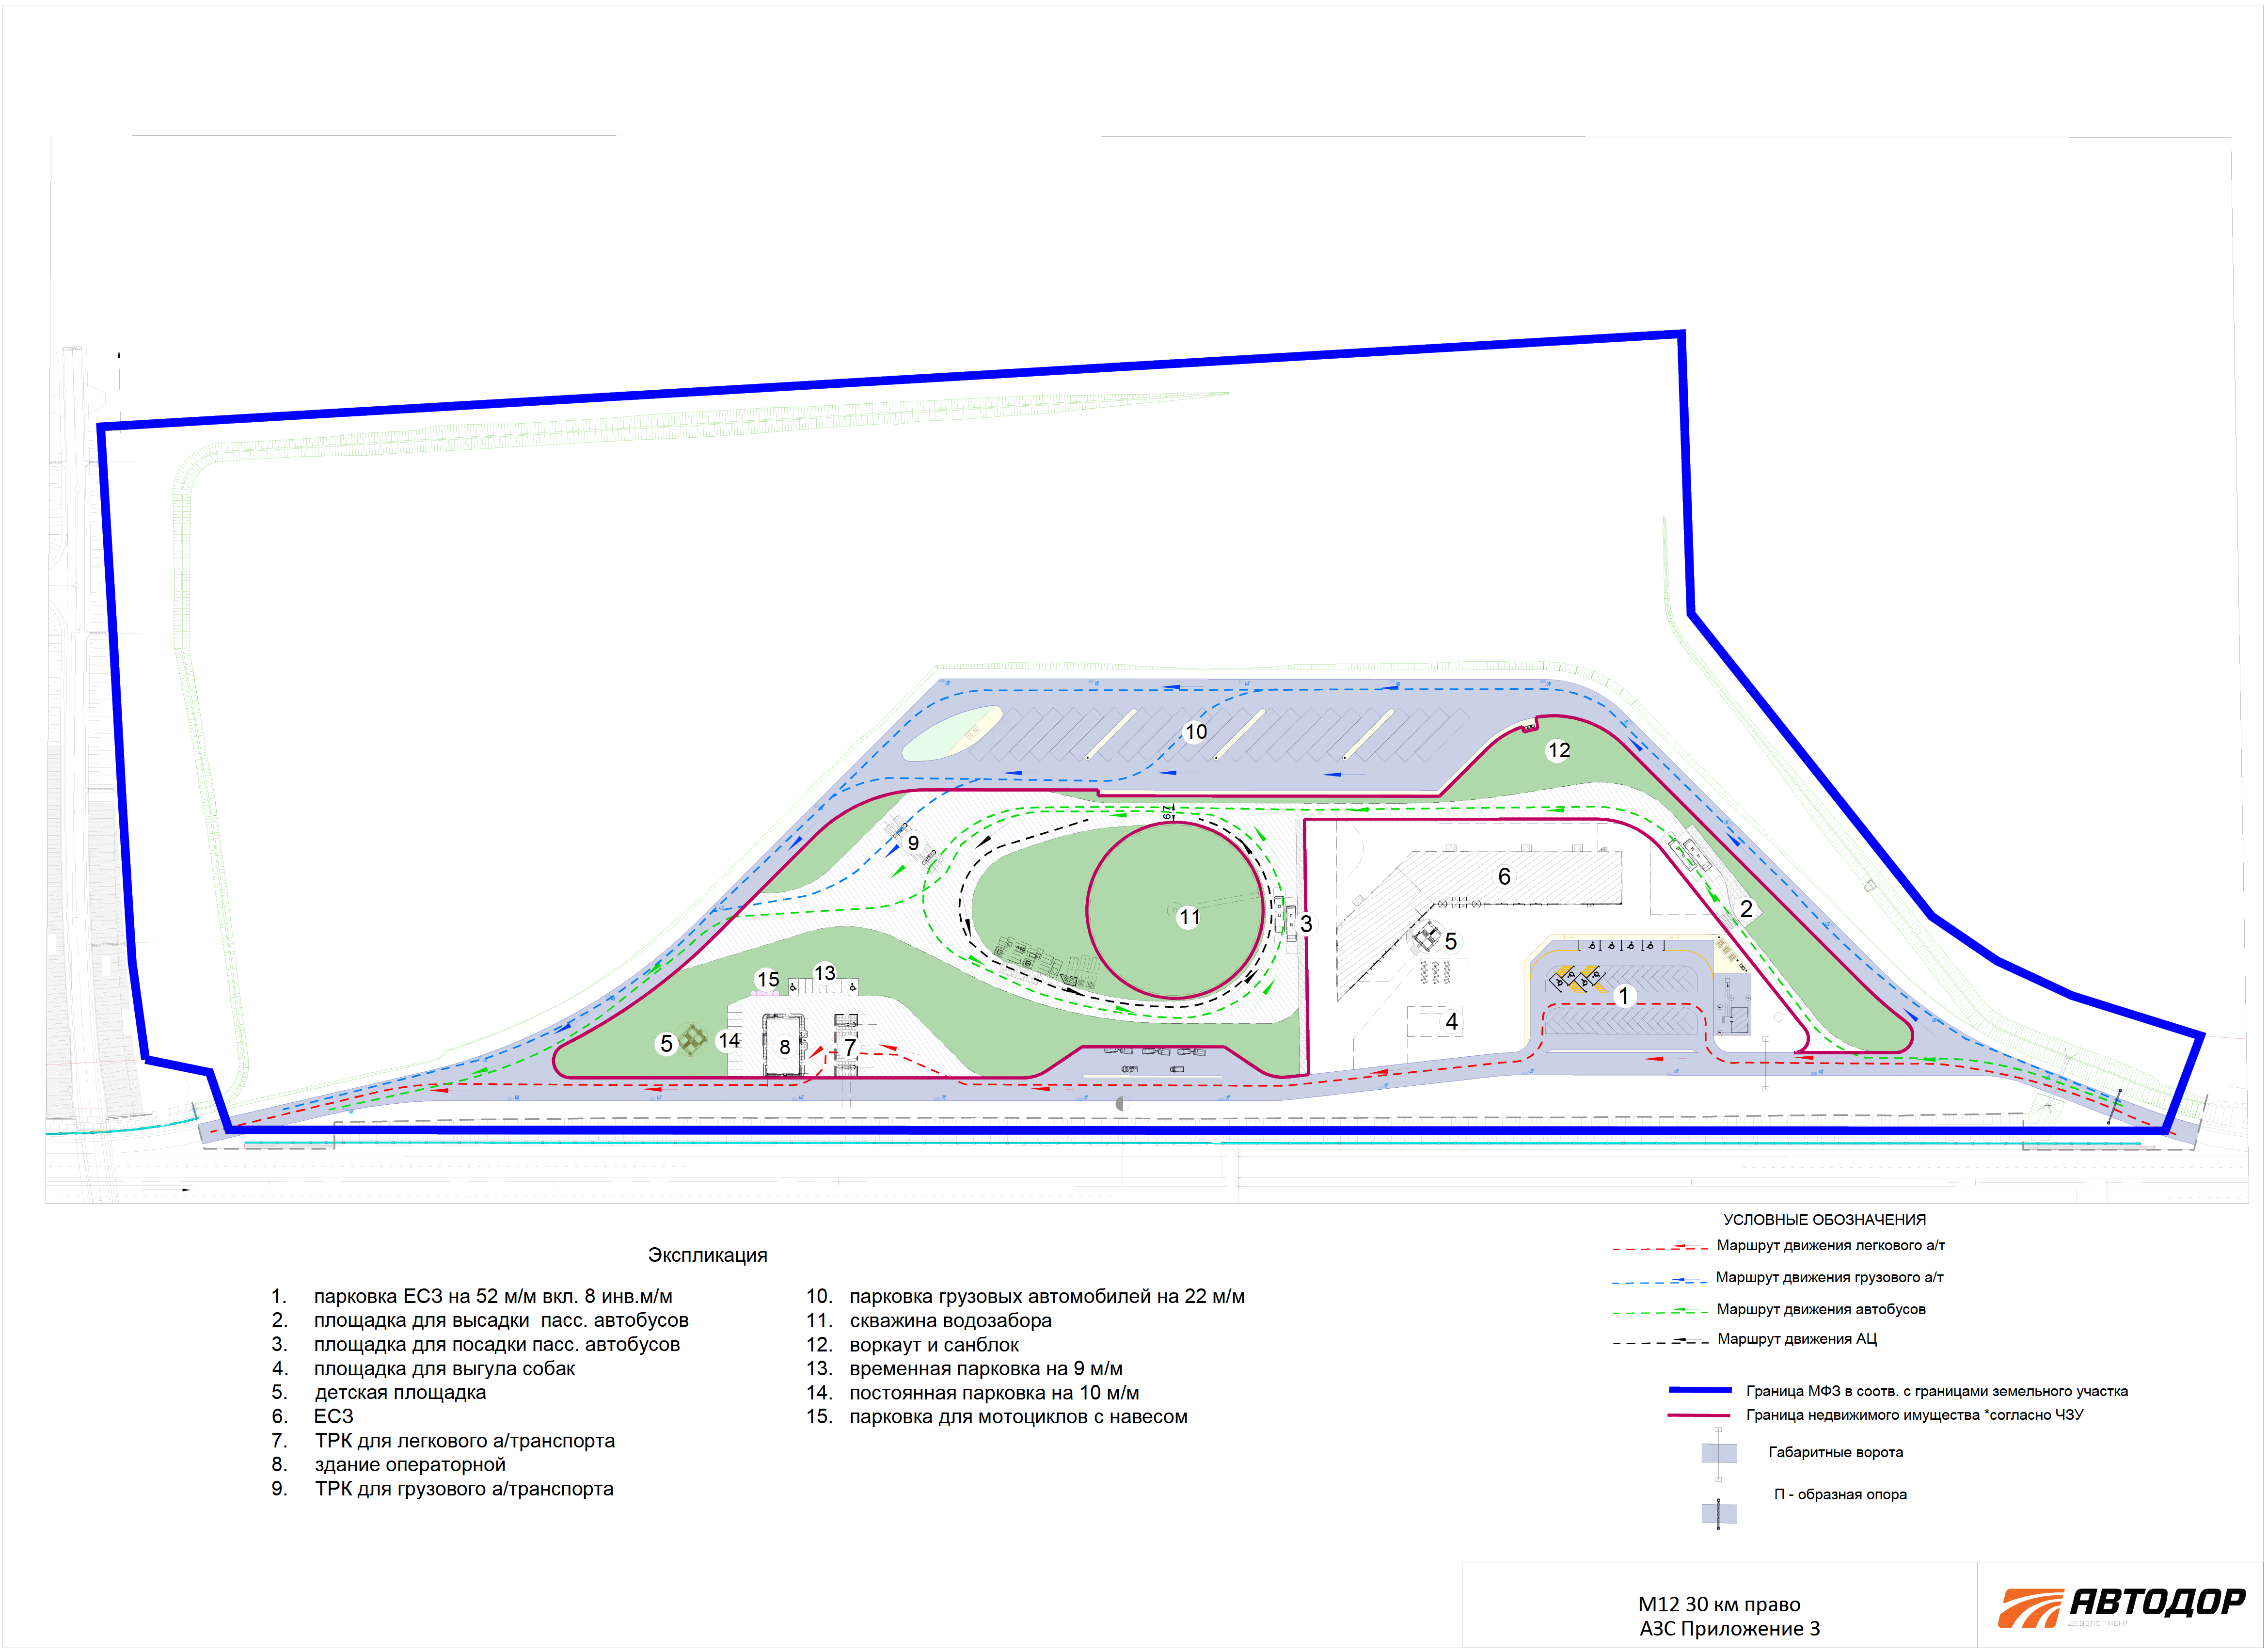 10
12
9
6,7
6
11
3
2
5
15
13
1
5
14
8
7
4
Экспликация
1. парковка ЕСЗ на 52 м/м вкл. 8 инв.м/м
2. площадка для высадки пасс. автобусов
3. площадка для посадки пасс. автобусов
4. площадка для выгула собак
5. детская площадка
6. ЕСЗ
7. ТРК для легкового а/транспорта
8. здание операторной
9. ТРК для грузового а/транспорта
10. парковка грузовых автомобилей на 22 м/м
11. скважина водозабора
12. воркаут и санблок
13. временная парковка на 9 м/м
14. постоянная парковка на 10 м/м
15. парковка для мотоциклов с навесом
УСЛОВНЫЕ ОБОЗНАЧЕНИЯ
Маршрут движения легкового а/т
Маршрут движения грузового а/т
Маршрут движения автобусов
Маршрут движения АЦ
Граница МФЗ в соотв. с границами земельного участка
Граница недвижимого имущества *согласно ЧЗУ
Габаритные ворота
П - образная опора
М12 30 км право
АЗС Приложение 3
АВТОДОР
ДЕВЕЛОПМЕНТ